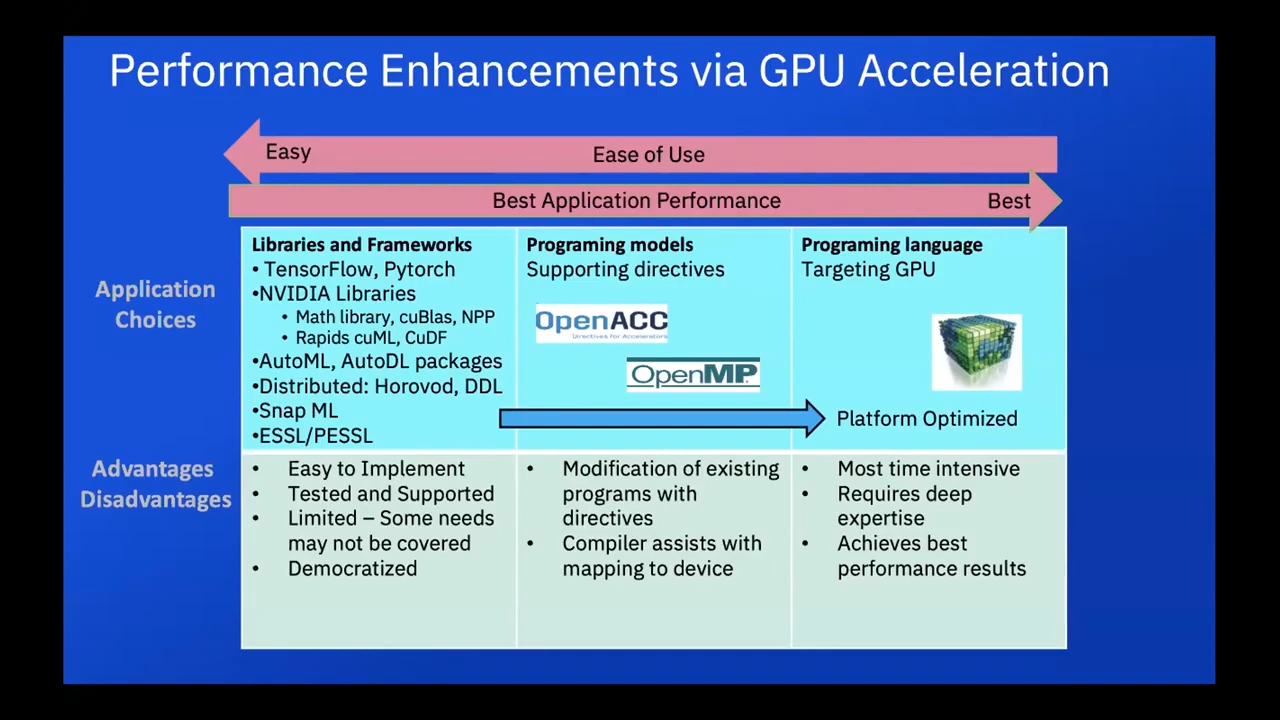 Performance Enhancements via GPU Acceleration
Easy
Ease of Use
Best Application Performance
Best
Application
Choices
Libraries and Frameworks
• TensorFlow, Pytorch
•NVIDIA Libraries
• Math library, cuBlas, NPP
• Rapids cuML, CuDF
•AutoML, AutoDL packages
•Distributed: Horovod, DDL
•Snap ML
•ESSL/PESSL
Programing models
Supporting directives
OpenACC
Directives for Accelerators
OpenMP
Programing language
Targeting GPU
Platform Optimized
Advantages
Disadvantages
• Easy to Implement
• Tested and Supported
• Limited – Some needs
may not be covered
• Democratized
• Modification of existing
programs with
directives
• Compiler assists with
mapping to device
• Most time intensive
• Requires deep
expertise
• Achieves best
performance results